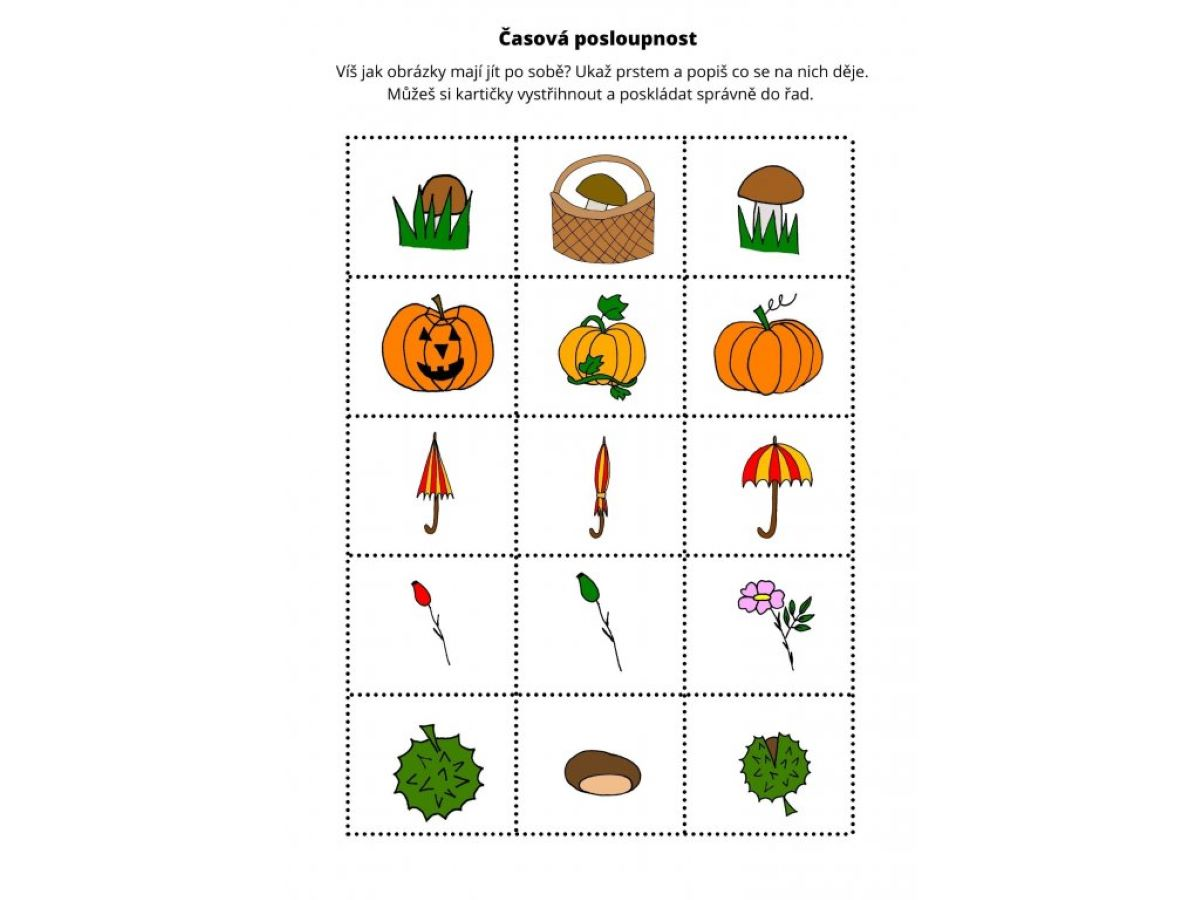 Časová posloupnost
Víš jak obrázky mají jít po sobě? Ukaž prstem a popiš co se na nich děje.
Můžeš si kartičky vystřihnout a poskládat správně do řad.